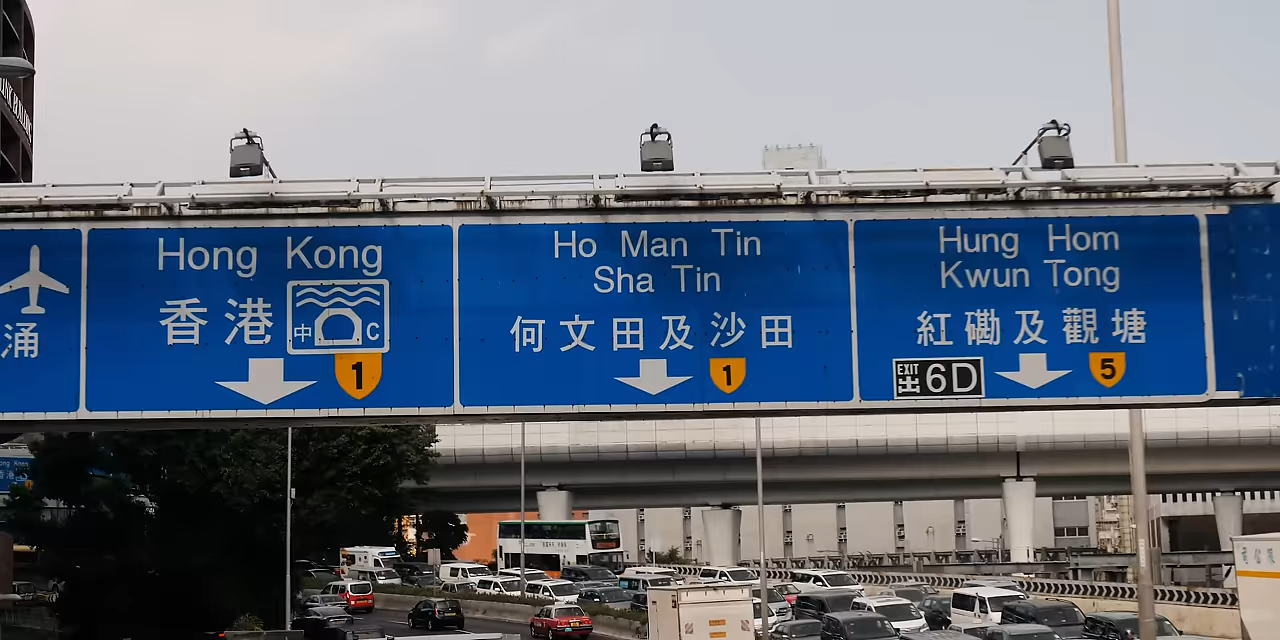 涌
Hong Kong
香港
中 C
1
Ho Man Tin
Sha Tin
何文田及沙田
1
Hung Hom
Kwun Tong
紅磡及觀塘
EXIT
出 6D
5